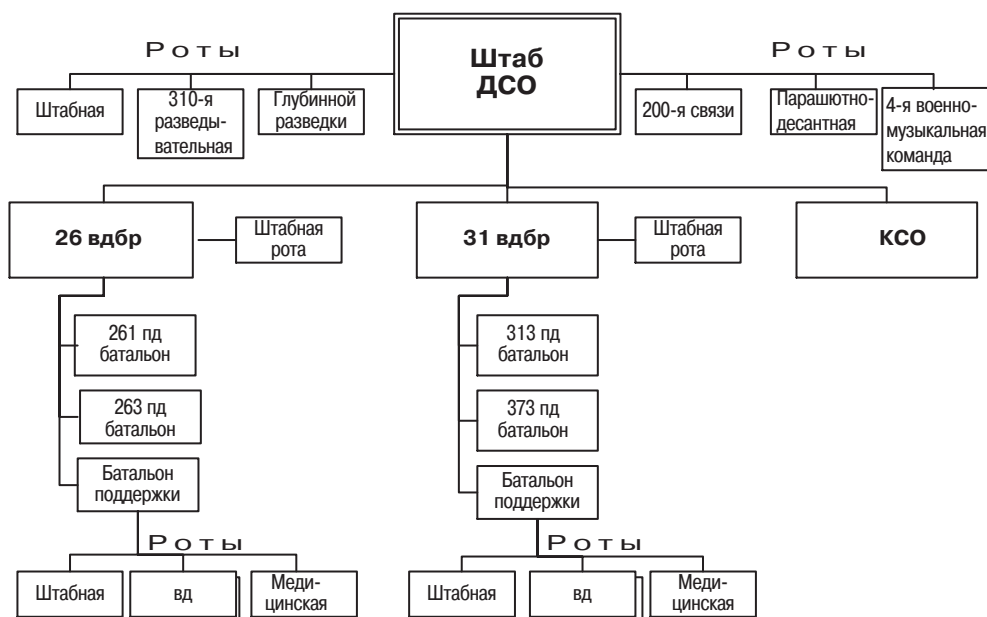 Роты
Штаб
ДСО
Роты
Штабная
310-я
разведы-
вательная
Глубинной
разведки
200-я связи
Парашютно-
десантная
4-я военно-
музыкальная
команда
26 вдбр
Штабная
рота
31 вдбр
Штабная
рота
КСО
261 пд
батальон
263 пд
батальон
Батальон
поддержки
313 пд
батальон
373 пд
батальон
Батальон
поддержки
Роты
Штабная
вд
Меди-
цинская
Роты
Штабная
вд
Меди-
цинская